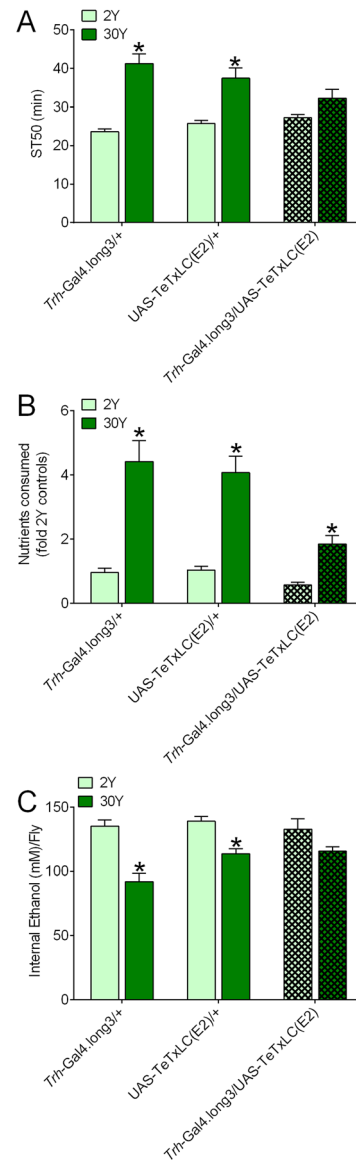 A
2Y
30Y
50
40
30
20
10
0
ST50 (min)
* *
Trh-Gal4.long3/+
UAS-TeTxLC(E2)/+
Trh-Gal4.long3/UAS-TeTxLC(E2)
B
2Y
30Y
6
4
2
0
Nutrients consumed
(fold 2Y controls)
* * *
Trh-Gal4.long3/+
UAS-TeTxLC(E2)/+
Trh-Gal4.long3/UAS-TeTxLC(E2)
C
2Y
30Y
150
100
50
0
Internal Ethanol (mM)/Fly
* *
Trh-Gal4.long3/+
UAS-TeTxLC(E2)/+
Trh-Gal4.long3/UAS-TeTxLC(E2)